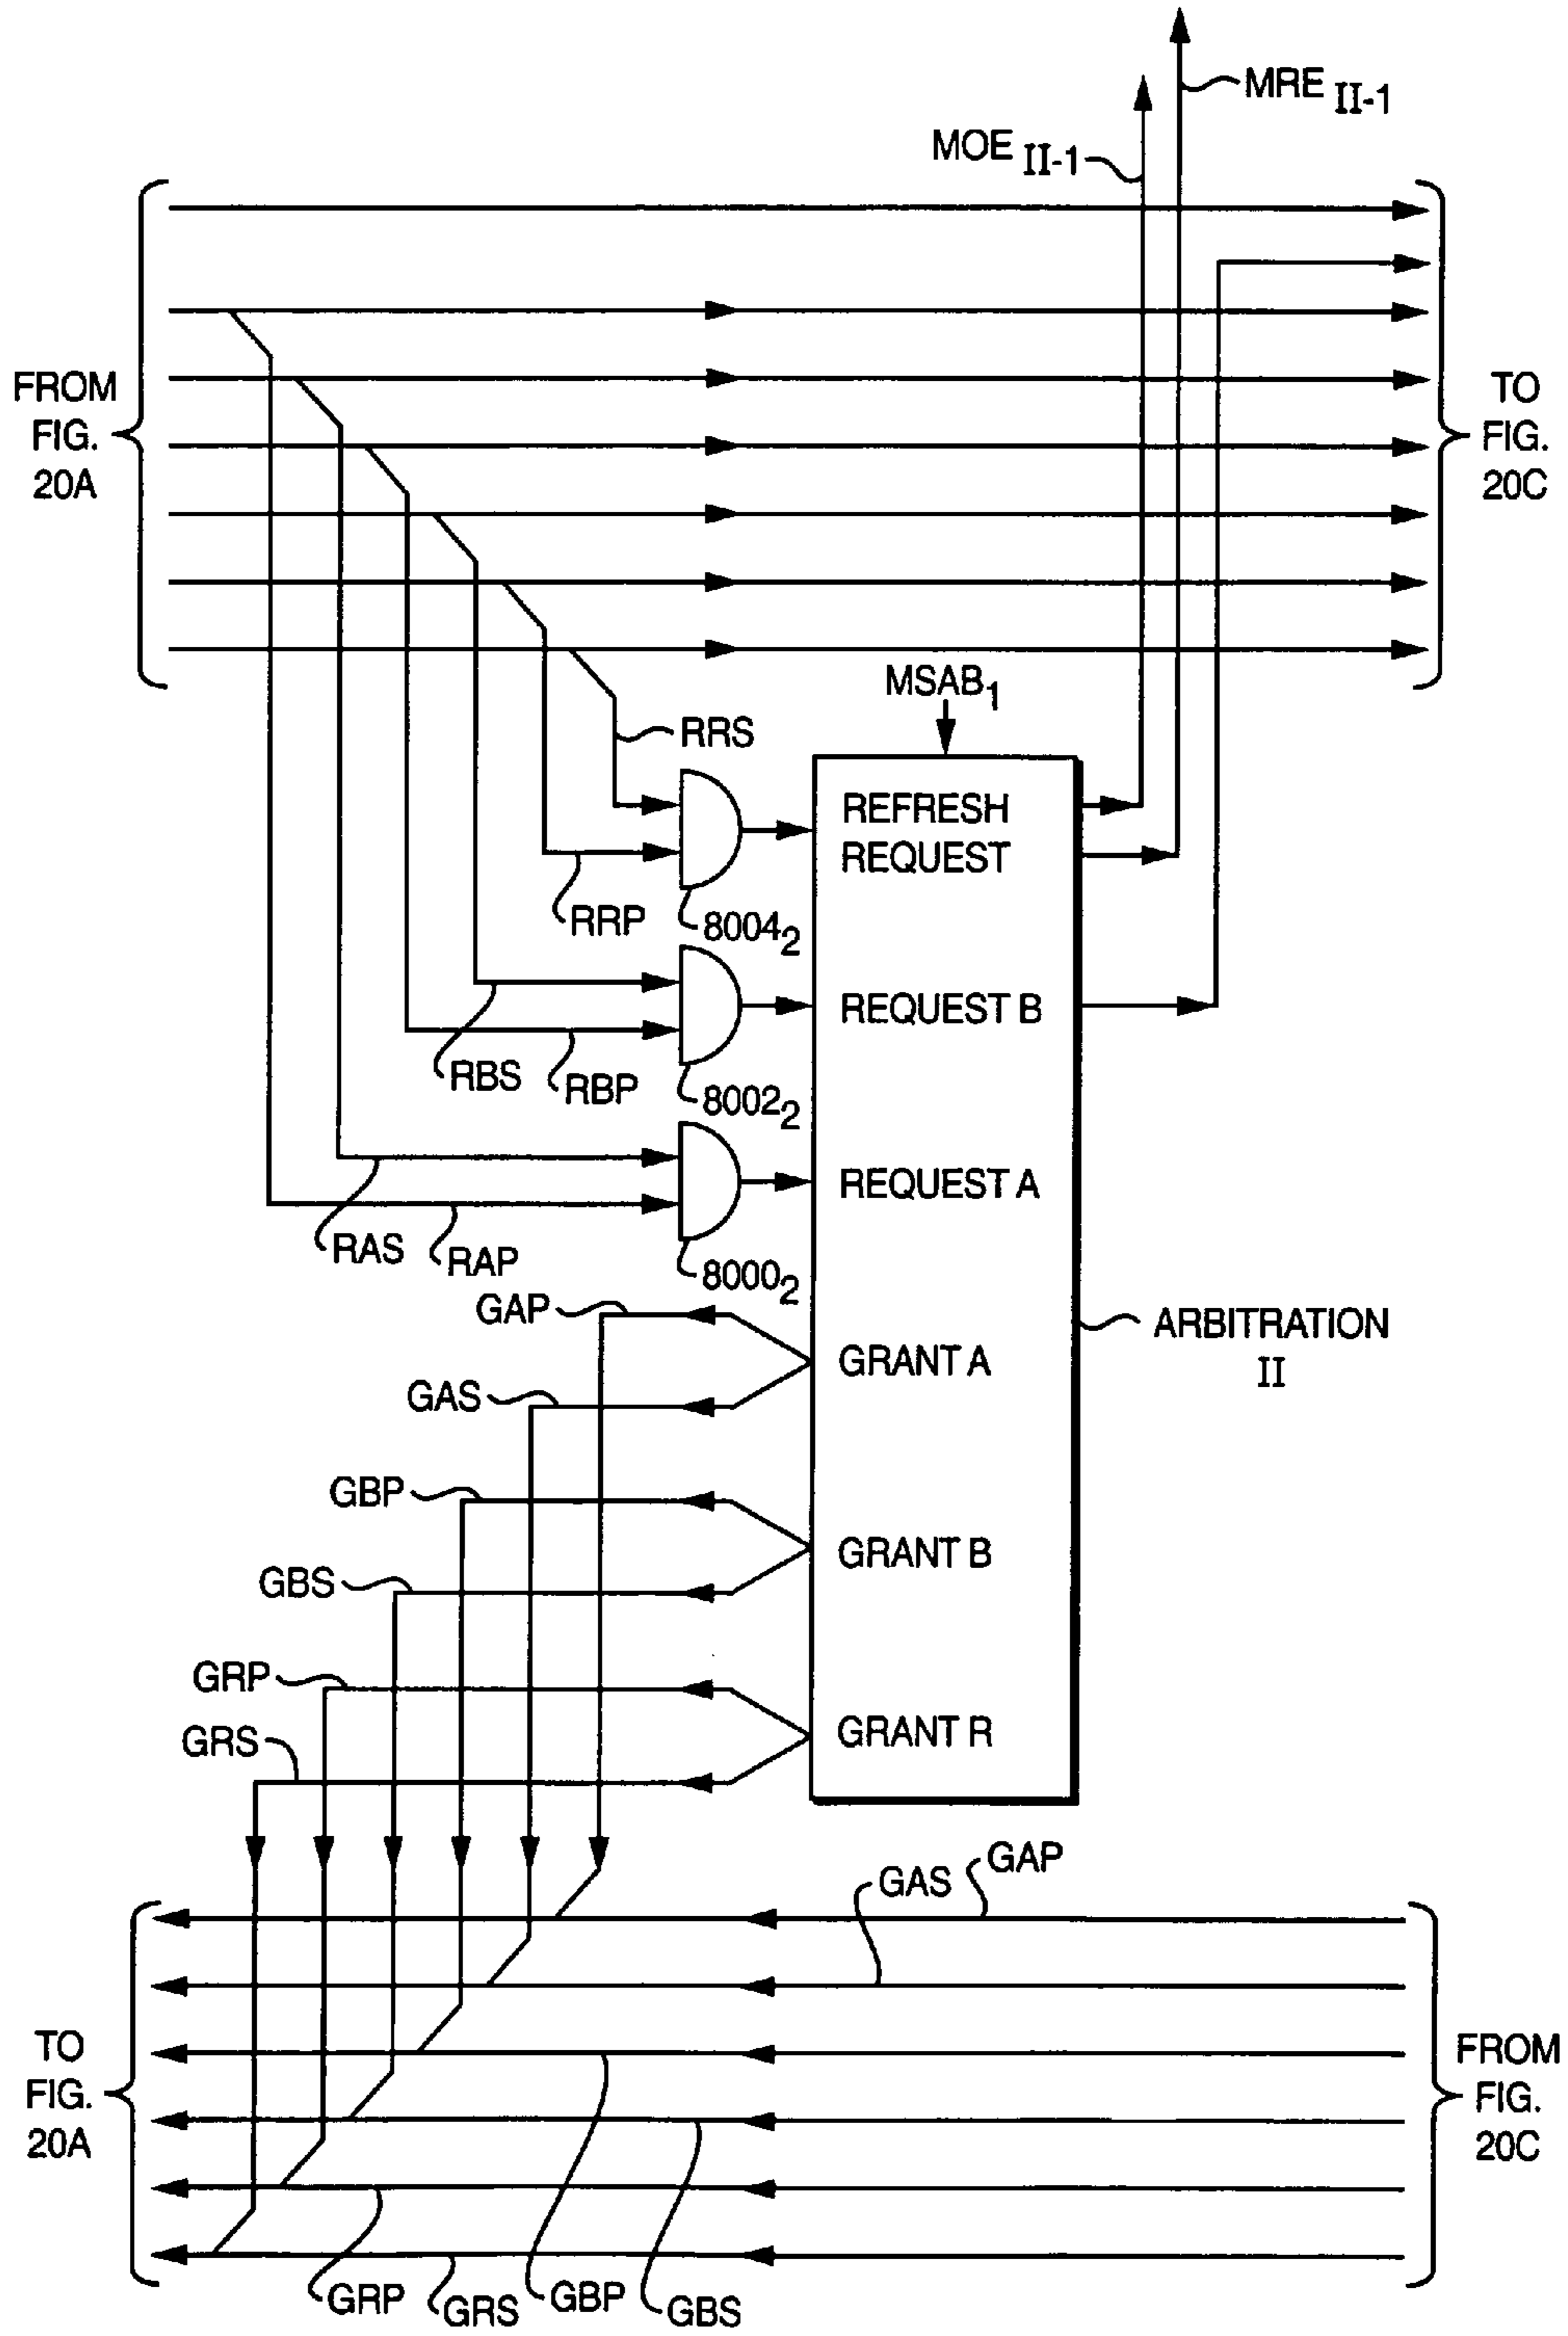 MRE II-1
MOE II-1
FROM
FIG.
20A
TO
FIG.
20C
MSAB1
RRS
REFRESH
REQUEST
RRP
80042
REQUEST B
RBS
RBP
80022
REQUEST A
RAS
RAP
80002
GAP
ARBITRATION
II
GRANT A
GAS
GBP
GRANT B
GBS
GRP
GRANT R
GRS
GAP
GAS
TO
FIG.
20A
FROM
FIG.
20C
GRP
GRS
GBP
GBS